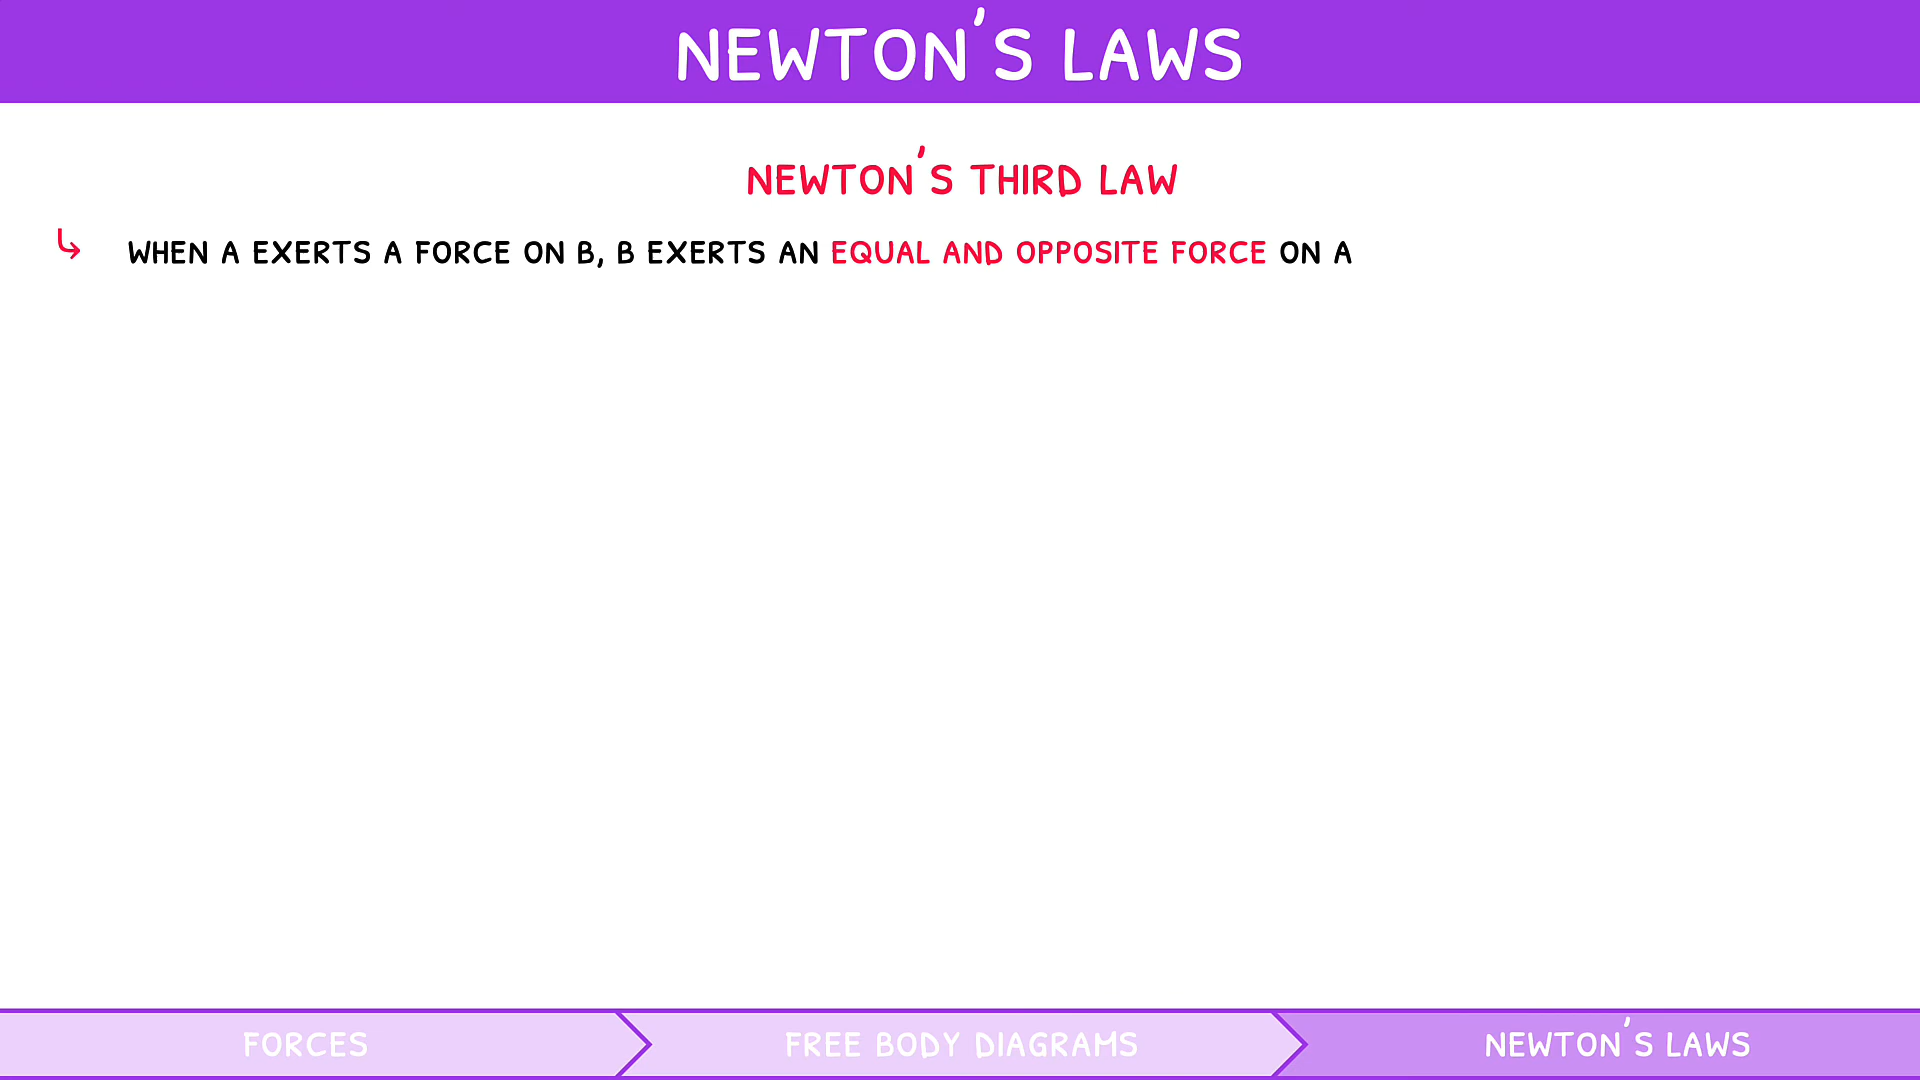 NEWTON'S LAWS
NEWTON'S THIRD LAW
WHEN A EXERTS A FORCE ON B, B EXERTS AN EQUAL AND OPPOSITE FORCE ON A
FORCES
FREE BODY DIAGRAMS
NEWTON'S LAWS